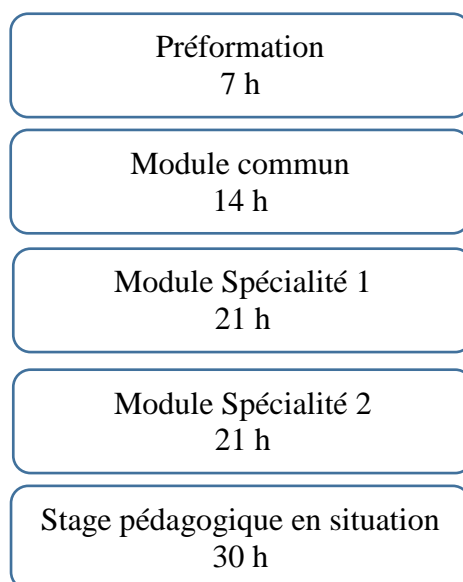 Préformation
7 h
Module commun
14 h
Module Spécialité 1
21 h
Module Spécialité 2
21 h
Stage pédagogique en situation
30 h